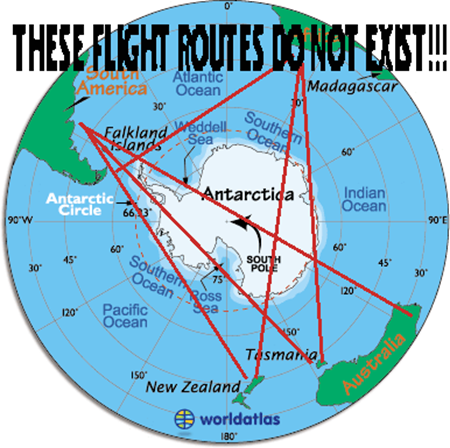 THESE FLIGHT ROUTES DO NOT EXIST!!!
South
America
Atlantic
Ocean
Madagascar
30°
30°
Falkland
Islands
Weddell
Sea
Southern
Ocean
60°
60°
Antarctic
Circle
66.33°
Antarctica
Indian
Ocean
90°W
90°E
45°
30°
60°
60°
45°
30°
SOUTH
POLE
75°
Southern
Ocean
Ross
Sea
120°
120°
Pacific
Ocean
Tasmania
Australia
150°
150°
New Zealand
worldatlas
180°